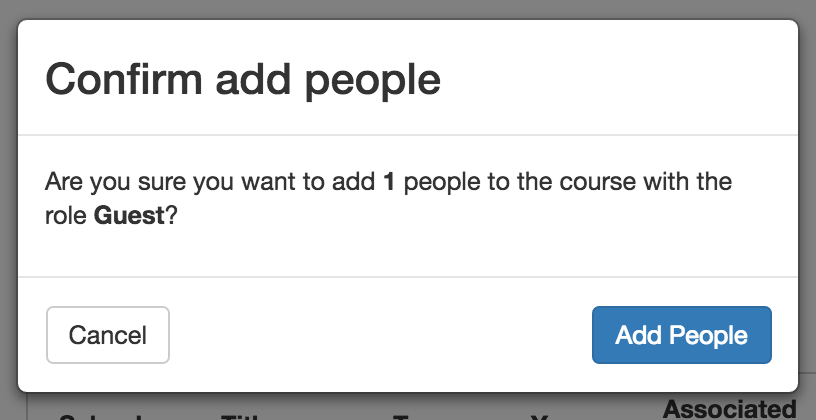 Confirm add people
Are you sure you want to add 1 people to the course with the
role Guest?
Cancel
Add People
Associated